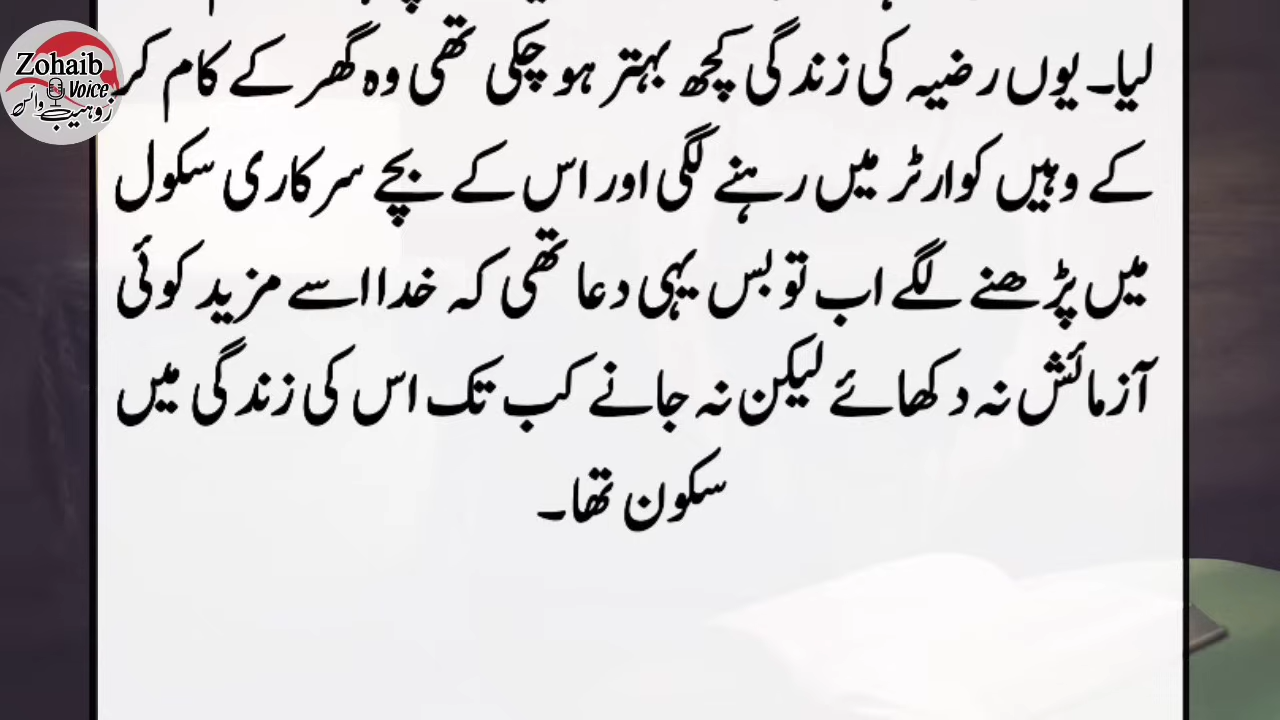 Zohaib
Voice
زوہیب وائس
لیا۔ یوں رضیہ کی زندگی کچھ بہتر ہو چکی تھی وہ گھر کے کام کر
کے وہیں کوارٹر میں رہنے لگی اور اس کے بچے سرکاری سکول
میں پڑھنے لگے اب تو بس یہی دعا تھی کہ خدا اسے مزید کوئی
آزمائش نہ دکھائے لیکن نہ جانے کب تک اس کی زندگی میں
سکون تھا۔